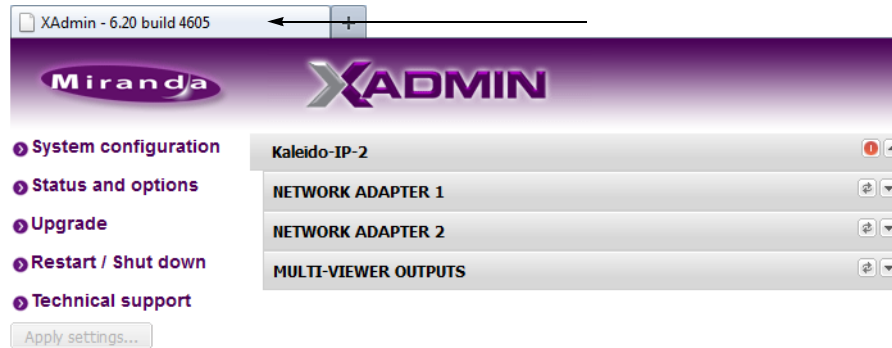 XAdmin - 6.20 build 4605
+
Miranda
XADMIN
System configuration
Status and options
Upgrade
Restart / Shut down
Technical support
Apply settings...
Kaleido-IP-2
NETWORK ADAPTER 1
NETWORK ADAPTER 2
MULTI-VIEWER OUTPUTS